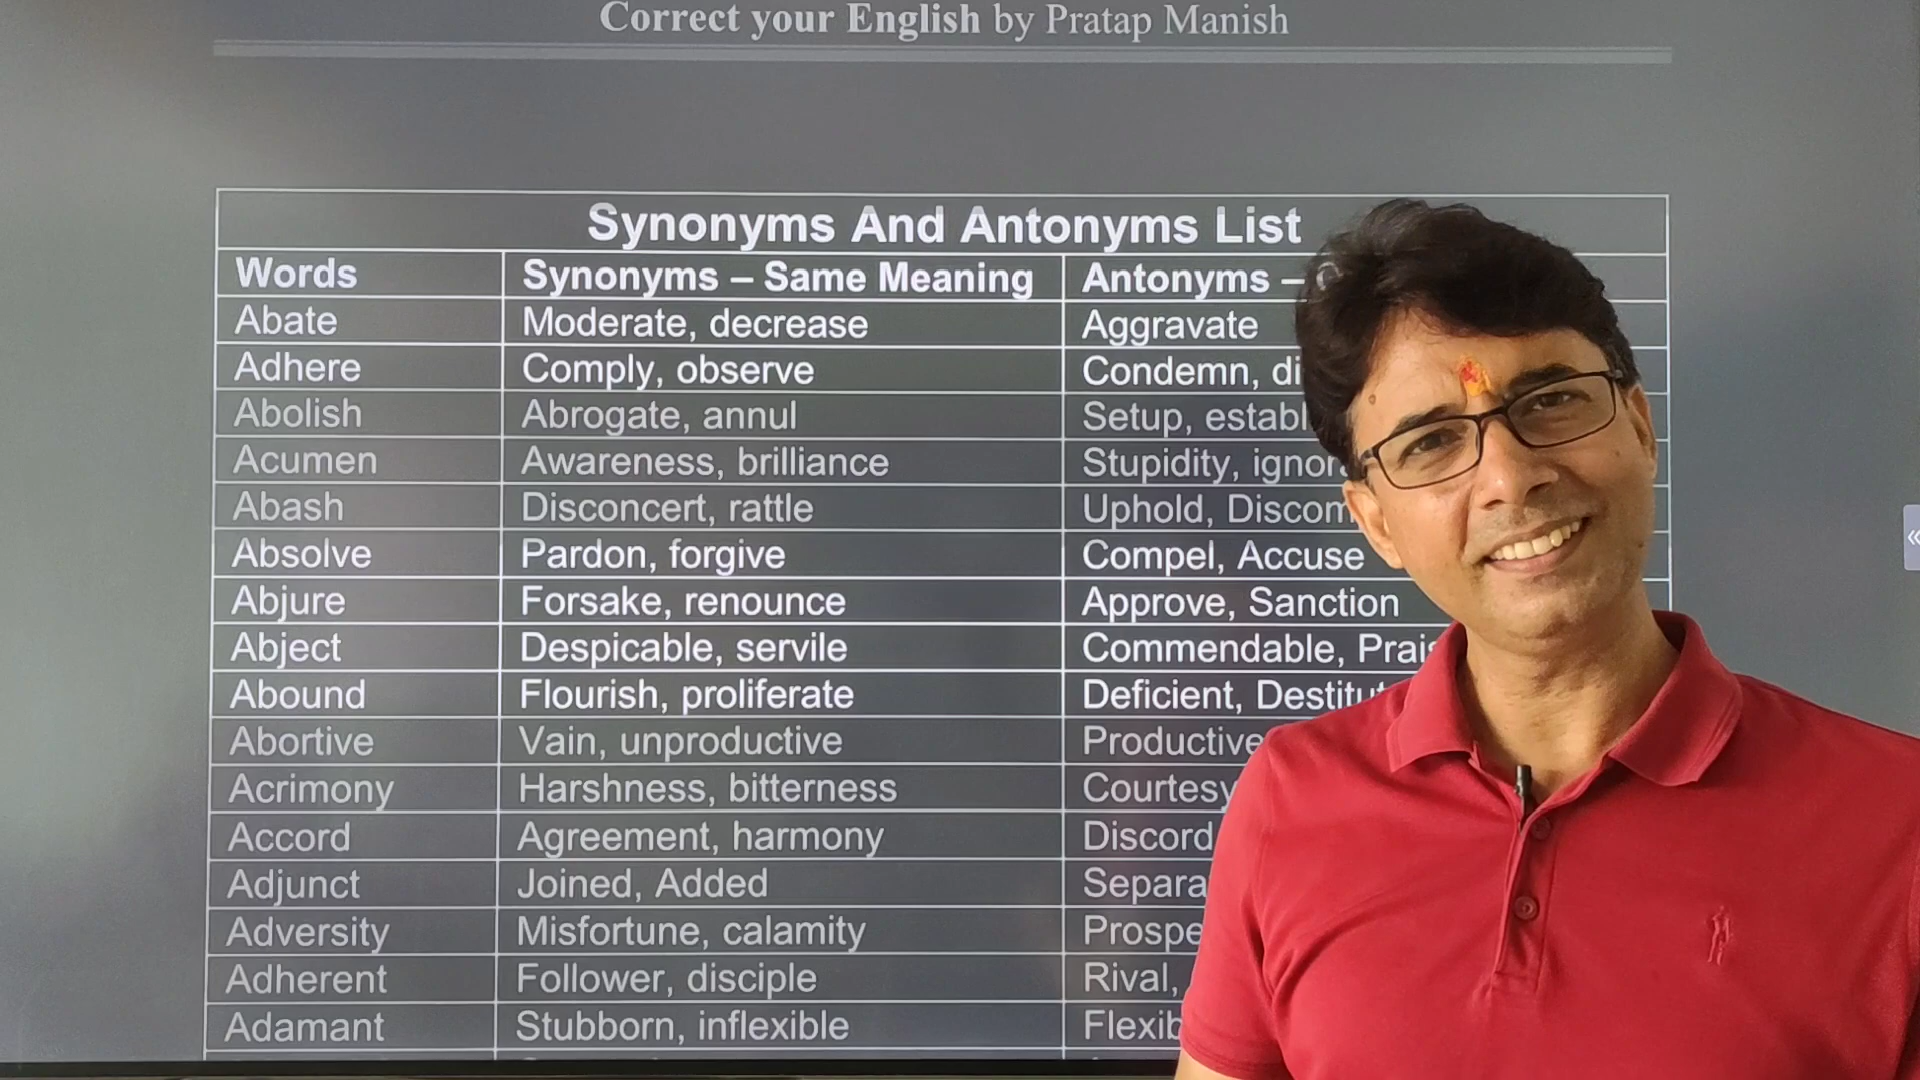 Correct your English by Pratap Manish
Synonyms And Antonyms List
Words Synonyms – Same Meaning Antonyms –
Abate Moderate, decrease Aggravate
Adhere Comply, observe Condemn,
Abolish Abrogate, annul Setup,
Acumen Awareness, brilliance Stupidity,
Abash Disconcert, rattle Uphold,
Absolve Pardon, forgive Compel, Accuse
Abjure Forsake, renounce Approve, Sanction
Abject Despicable, servile Commendable,
Abound Flourish, proliferate Deficient,
Abortive Vain, unproductive Productive
Acrimony Harshness, bitterness Courtesy
Accord Agreement, harmony Discord
Adjunct Joined, Added
Adversity Misfortune, calamity
Adherent Follower, disciple Rival,
Adamant Stubborn, inflexible